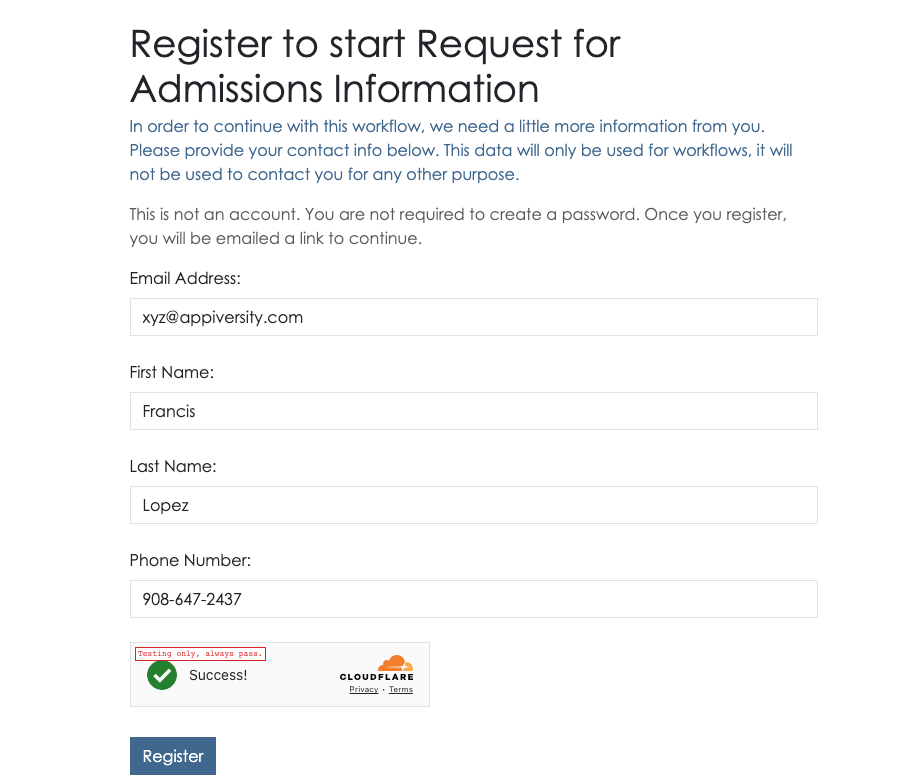 Register to start Request for
Admissions Information
In order to continue with this workflow, we need a little more information from you.
Please provide your contact info below. This data will only be used for workflows, it will
not be used to contact you for any other purpose.
This is not an account. You are not required to create a password. Once you register,
you will be emailed a link to continue.
Email Address:
xyz@appiversity.com
First Name:
Francis
Last Name:
Lopez
Phone Number:
908-647-2437
Testing only, always pass.
Success!
CLOUDFLARE
Privacy • Terms
Register